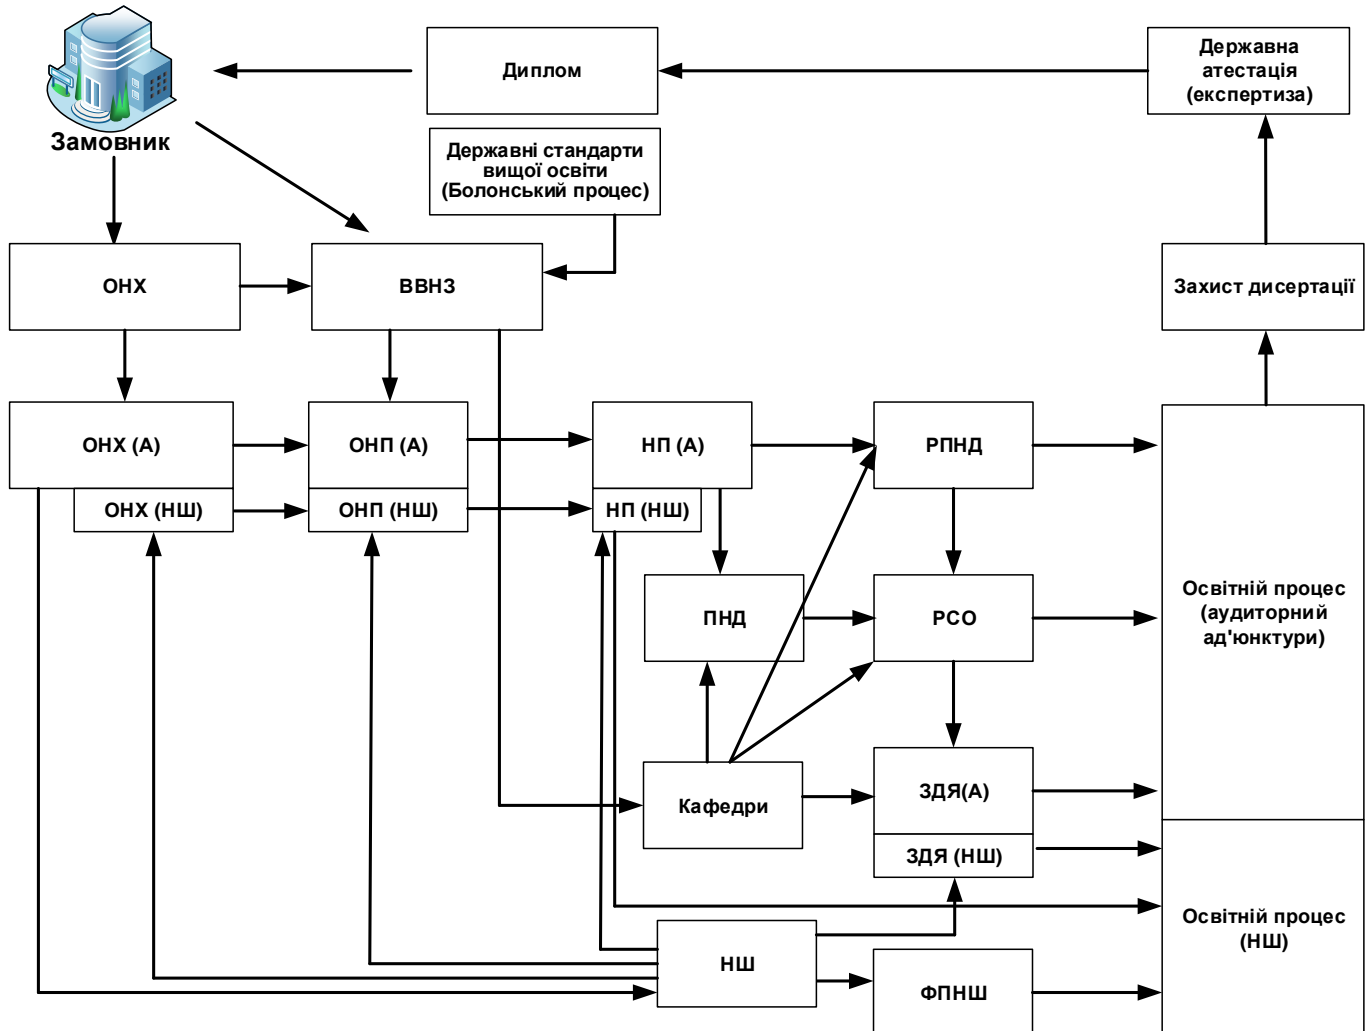 Диплом
Державна
атестація
(експертиза)
Замовник
Державні стандарти
вищої освіти
(Болонський процес)
ОНХ
ВВНЗ
Захист дисертації
ОНХ (А)
ОНП (А)
НП (А)
РПНД
ОНХ (НШ)
ОНП (НШ)
НП (НШ)
ПНД
РСО
Освітній процес
(аудиторний
ад'юнктури)
Кафедри
ЗДЯ(А)
ЗДЯ (НШ)
НШ
ФПНШ
Освітній процес
(НШ)